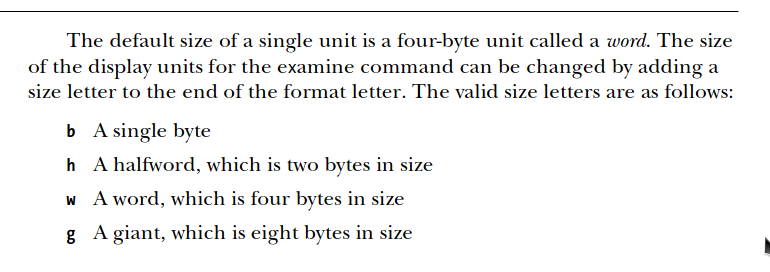 The default size of a single unit is a four-byte unit called a word. The size
of the display units for the examine command can be changed by adding a
size letter to the end of the format letter. The valid size letters are as follows:
b A single byte
h A halfword, which is two bytes in size
w A word, which is four bytes in size
g A giant, which is eight bytes in size